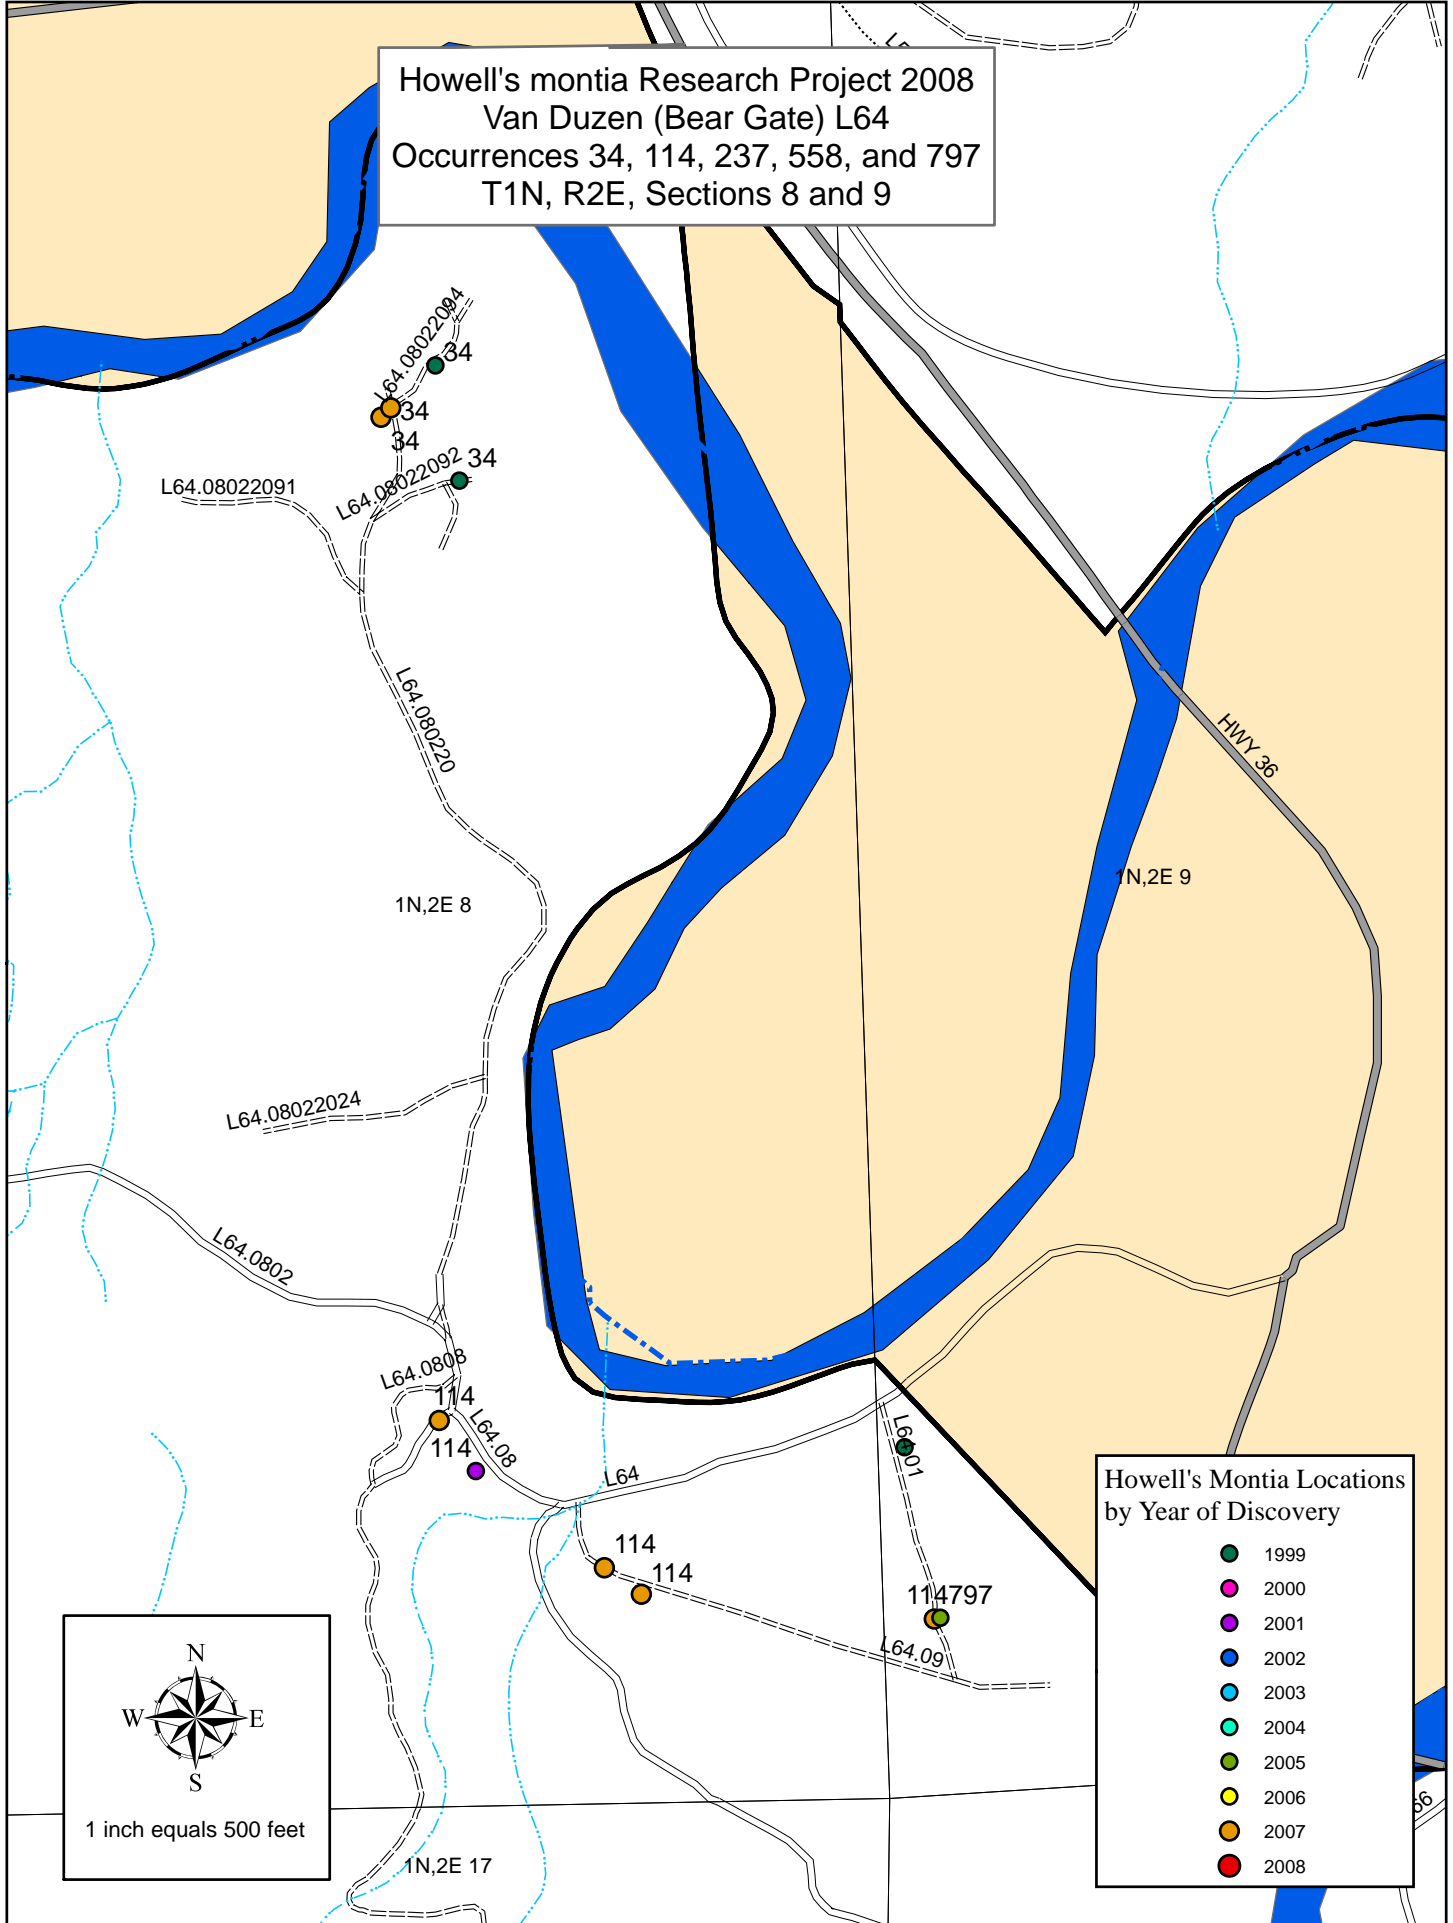 Howell's montia Research Project 2008
Van Duzen (Bear Gate) L64
Occurrences 34, 114, 237, 558, and 797
T1N, R2E, Sections 8 and 9
L64.08022094
34
34
34
L64.08022092
34
L64.08022091
L64.080220
HWY 36
1N,2E 9
1N,2E 8
L64.08022024
L64.0802
L64.0808
114
114
L64.08
L64
L64.01
114
114
114797
L64.09
Howell's Montia Locations
by Year of Discovery
1999
2000
2001
2002
2003
2004
2005
2006
2007
2008
N
W
E
S
1 inch equals 500 feet
1N,2E 17